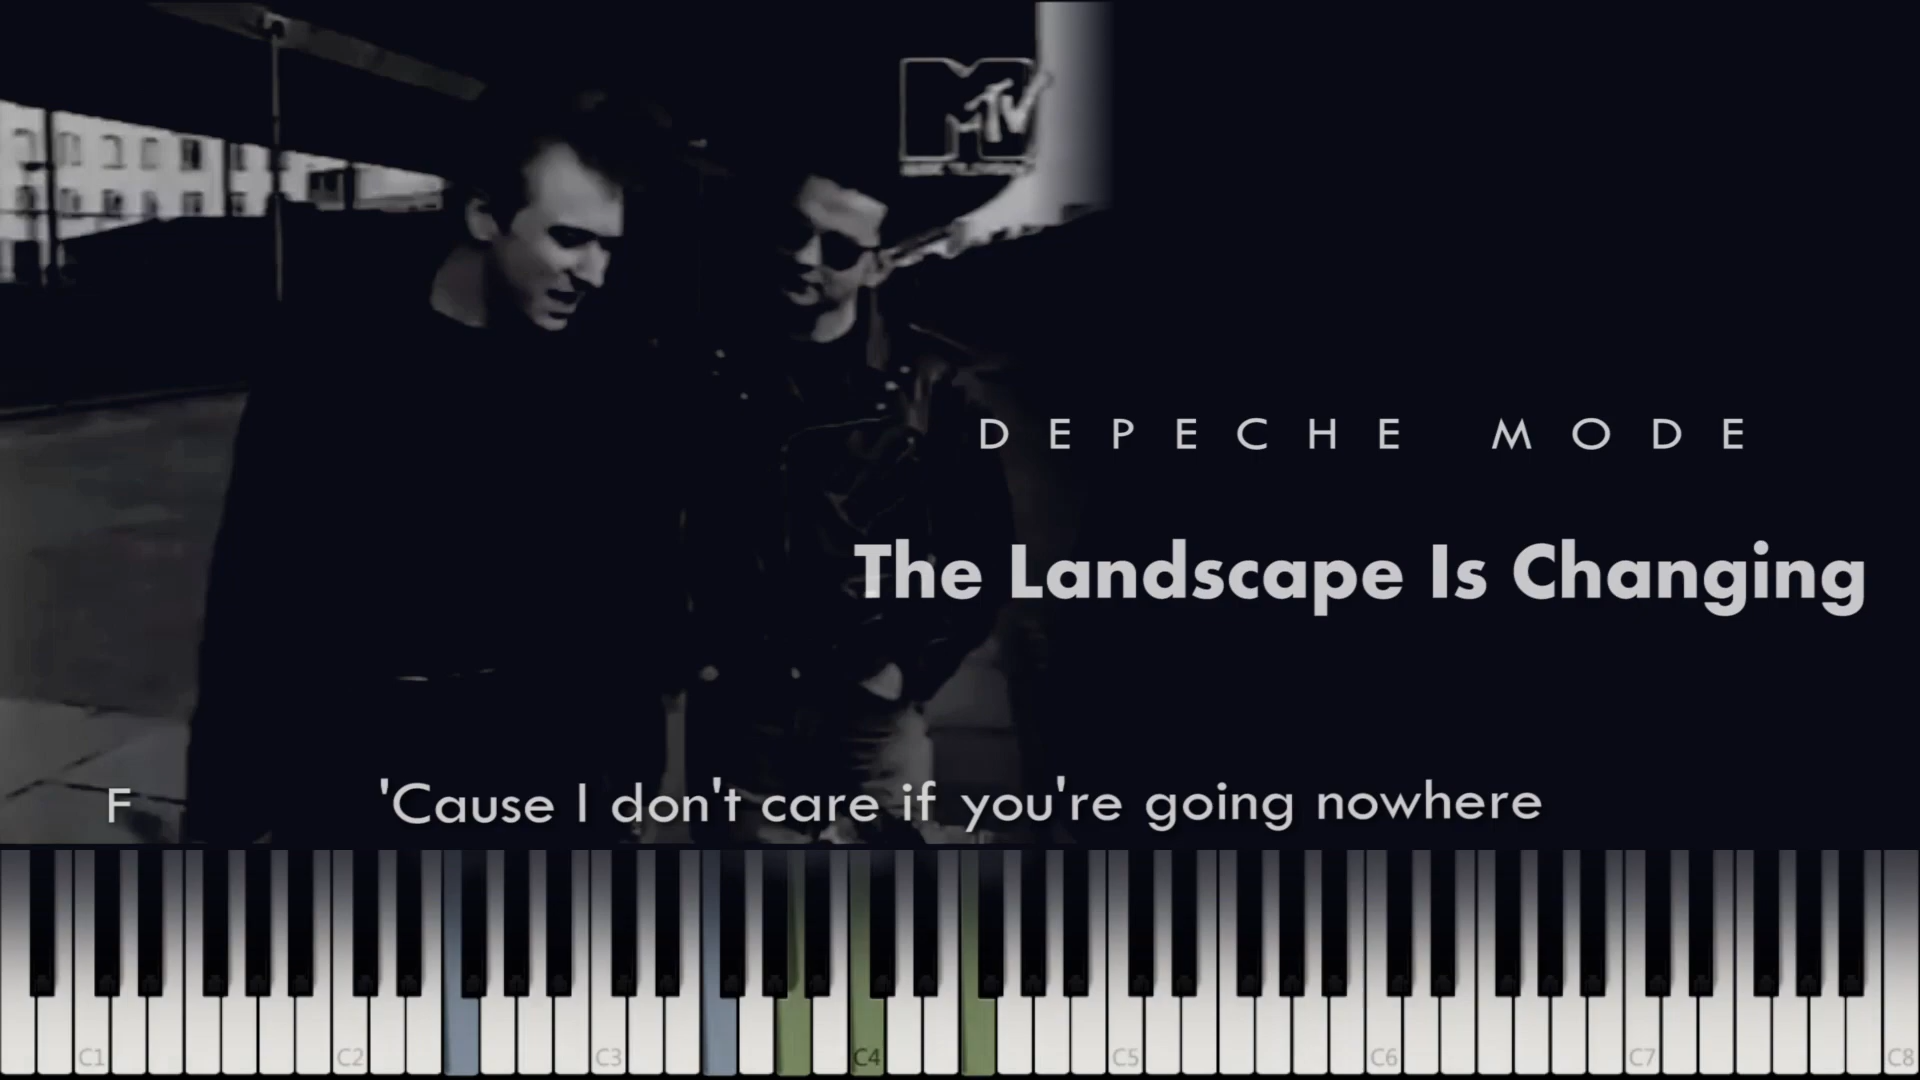 MTV
DEPECHE MODE
The Landscape Is Changing
F
'Cause I don't care if you're going nowhere
C1 C2 C3 C4 C5 C6 C7 C8